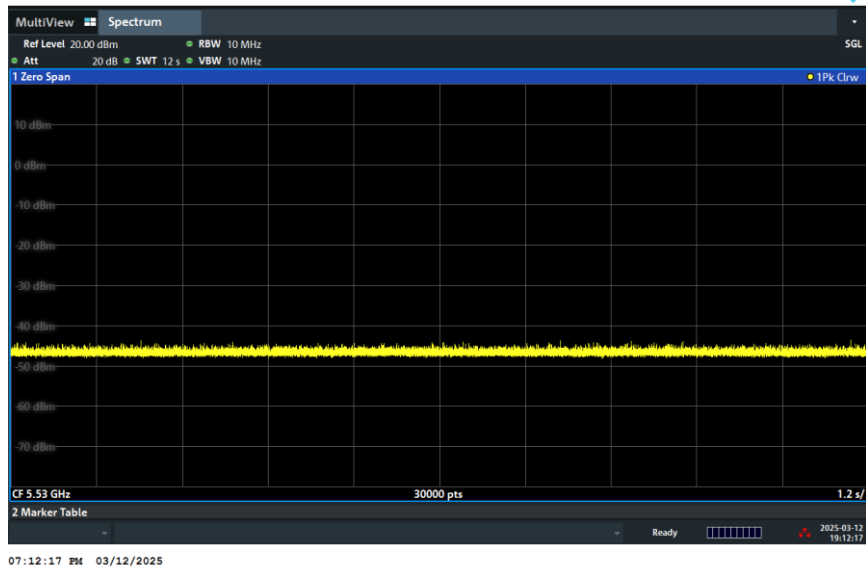 MultiView Spectrum
Ref Level 20.00 dBm RBW 10 MHz SGL
Att 20 dB SWT 12 s VBW 10 MHz
1 Zero Span 1Pk Clrw
10 dBm
0 dBm
-10 dBm
-20 dBm
-30 dBm
-40 dBm
-50 dBm
-60 dBm
-70 dBm
CF 5.53 GHz 30000 pts 1.2 s/
2 Marker Table
Ready 2025-03-12
19:12:17
07:12:17 PM 03/12/2025